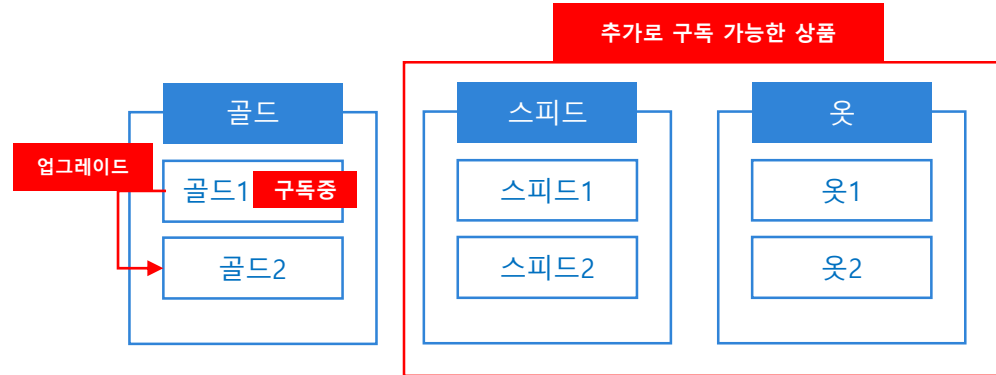 추가로 구독 가능한 상품
골드
스피드
옷
업그레이드
골드1
구독중
스피드1
옷1
골드2
스피드2
옷2